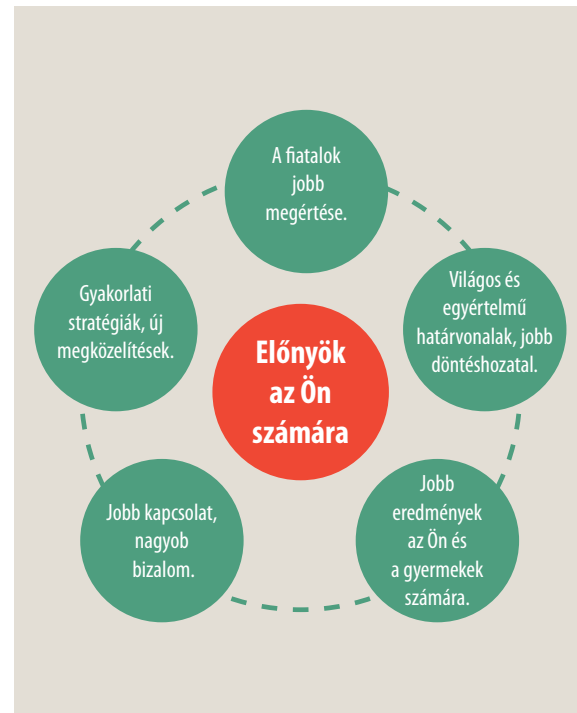 A fiatalok
jobb
megértése.
Világos és
egyértelmű
határvonalak, jobb
döntéshozatal.
Jobb
eredmények
az Ön és
a gyermekek
számára.
Jobb kapcsolat,
nagyob
bizalom.
Gyakorlati
stratégiák, új
megközelítések.
Előnyök
az Ön
számára